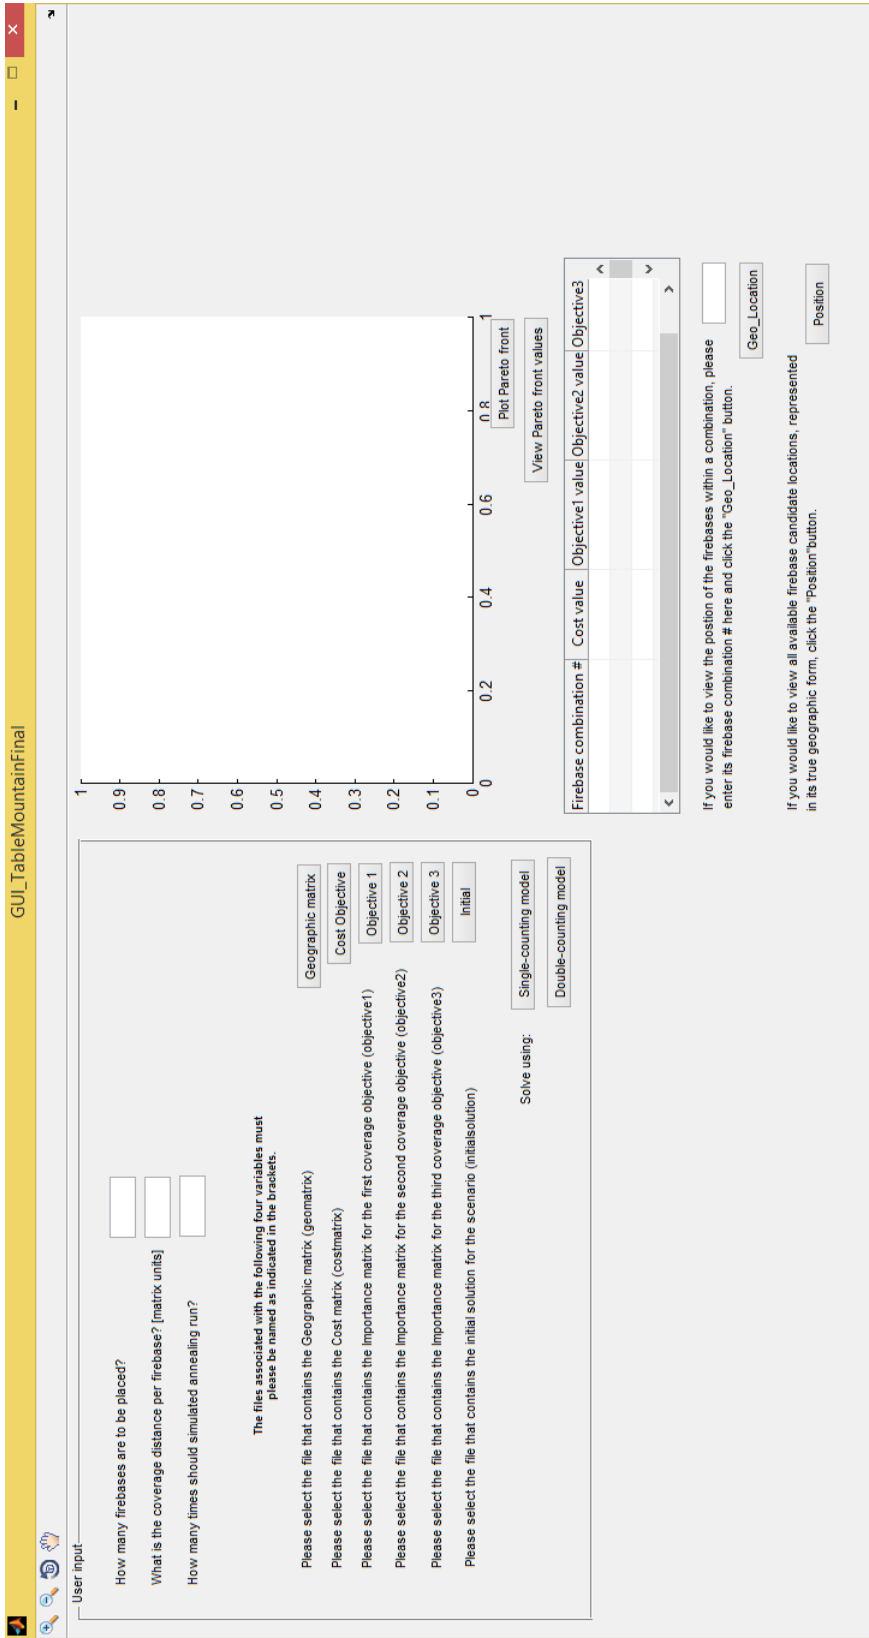 GUI_TableMountainFinal
User input
How many firebases are to be placed?
What is the coverage distance per firebase? [matrix units]
How many times should simulated annealing run?
The files associated with the following four variables must
please be named as indicated in the brackets.
Please select the file that contains the Geographic matrix (geomatrix)
Geographic matrix
Please select the file that contains the Cost matrix (costmatrix)
Cost Objective
Please select the file that contains the Importance matrix for the first coverage objective (objective1)
Objective 1
Please select the file that contains the Importance matrix for the second coverage objective (objective2)
Objective 2
Please select the file that contains the Importance matrix for the third coverage objective (objective3)
Objective 3
Please select the file that contains the initial solution for the scenario (initialsolution)
Initial
Solve using:
Single-counting model
Double-counting model
1
0.9
0.8
0.7
0.6
0.5
0.4
0.3
0.2
0.1
0
0 0.2 0.4 0.6 0.8 1
Plot Pareto front
View Pareto front values
Firebase combination # Cost value Objective1 value Objective2 value Objective3
If you would like to view the postion of the firebases within a combination, please
enter its firebase combination # here and click the "Geo_Location" button.
Geo_Location
If you would like to view all available firebase candidate locations, represented
in its true geographic form, click the "Position"button.
Position